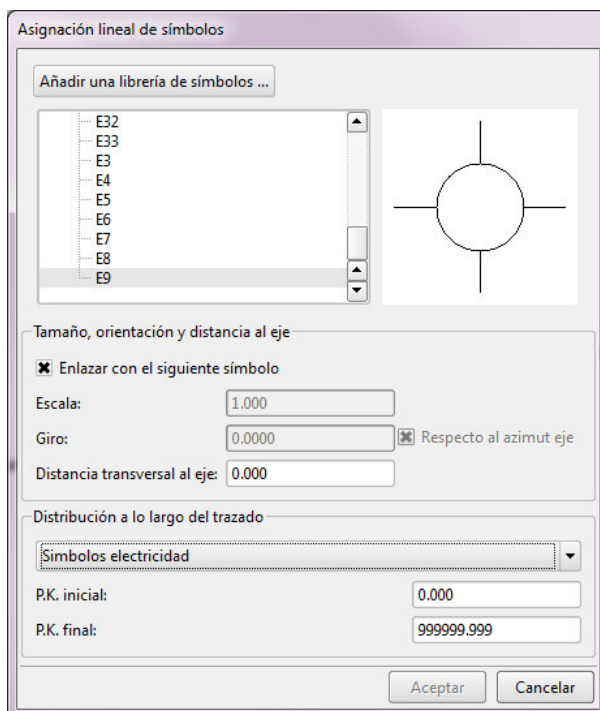 Asignación lineal de símbolos
Añadir una librería de símbolos ...
E32
E33
E3
E4
E5
E6
E7
E8
E9
Tamaño, orientación y distancia al eje
Enlazar con el siguiente símbolo
Escala: 1.000
Giro: 0.0000 Respecto al azimut eje
Distancia transversal al eje: 0.000
Distribución a lo largo del trazado
Simbolos electricidad
P.K. inicial: 0.000
P.K. final: 999999.999
Aceptar Cancelar